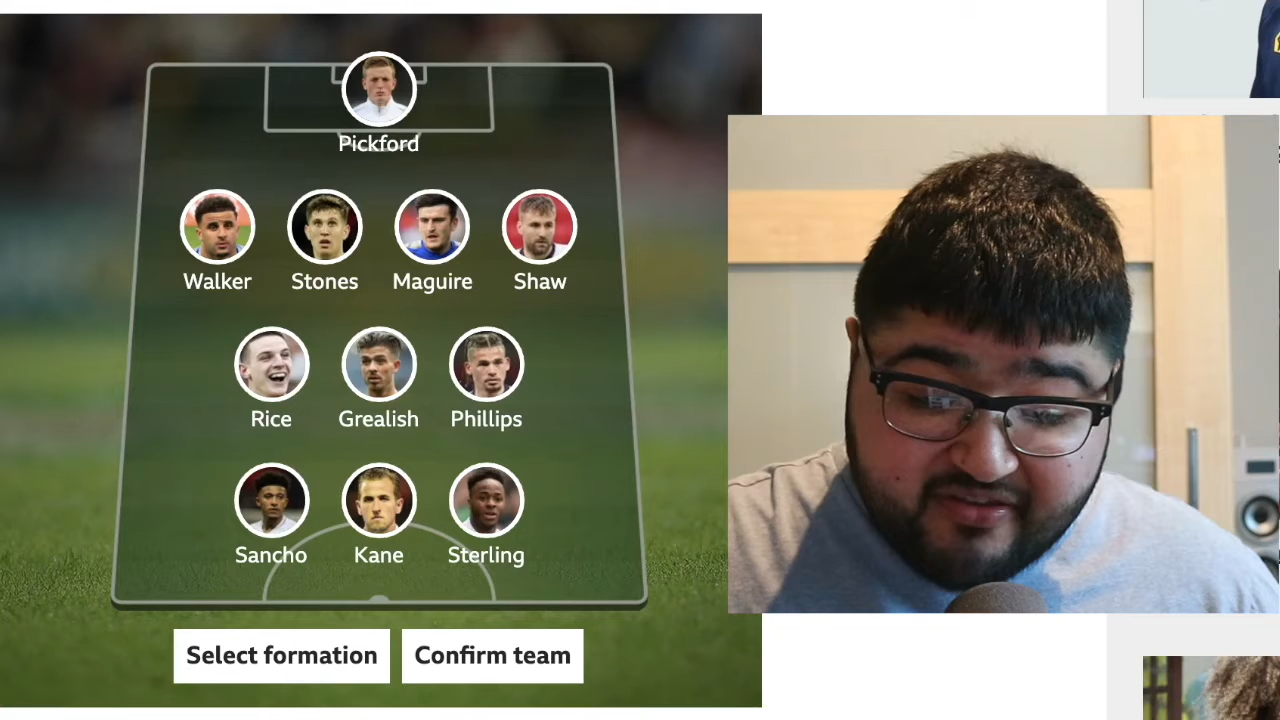 Pickford
Walker Stones Maguire Shaw
Rice Grealish Phillips
Sancho Kane Sterling
Select formation Confirm team